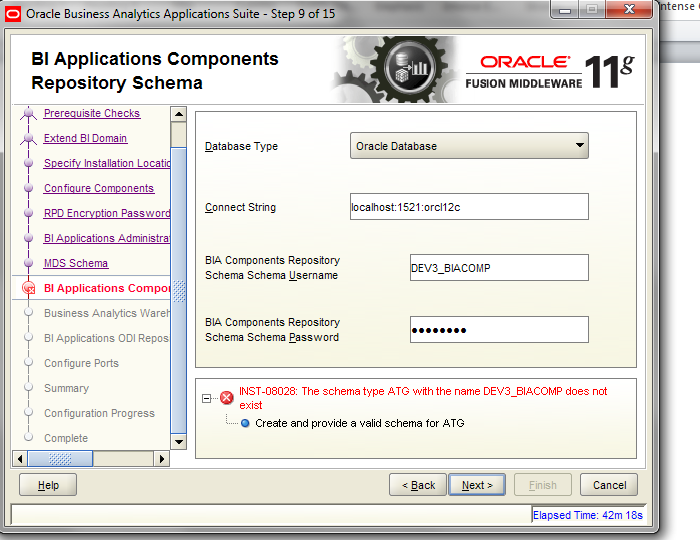 Oracle Business Analytics Applications Suite - Step 9 of 15
ntense
BI Applications Components
Repository Schema
ORACLE
FUSION MIDDLEWARE 11g
Prerequisite Checks
Extend BI Domain
Specify Installation Locatic
Configure Components
RPD Encryption Password
BI Applications Administrat
MDS Schema
BI Applications Compo
Business Analytics Wareh
BI Applications ODI Repos
Configure Ports
Summary
Configuration Progress
Complete
Database Type
Oracle Database
Connect String
localhost:1521:orcl12c
BIA Components Repository
Schema Schema Username
DEV3_BIACOMP
BIA Components Repository
Schema Schema Password
••••••••
INST-08028: The schema type ATG with the name DEV3_BIACOMP does not
exist
Create and provide a valid schema for ATG
Help
< Back
Next >
Finish
Cancel
Elapsed Time: 42m 18s